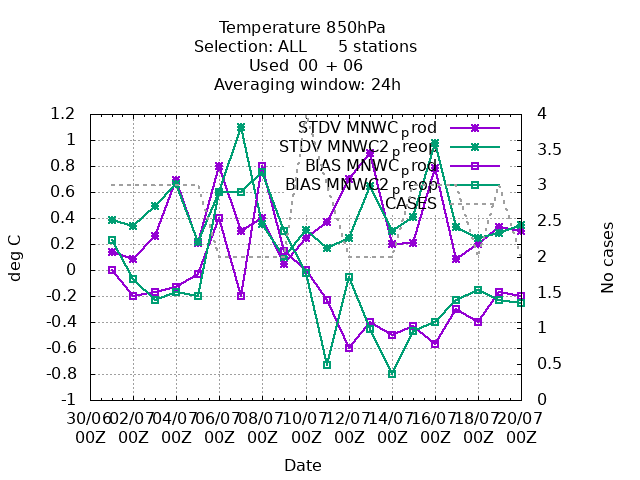 Temperature 850hPa
Selection: ALL 5 stations
Used 00 + 06
Averaging window: 24h
1.2
1
0.8
0.6
0.4
0.2
0
-0.2
-0.4
-0.6
-0.8
-1
deg C
STDV MNWC_prod
STDV MNWC2_preop
BIAS MNWC_prod
BIAS MNWC2_preop
CASES
4
3.5
3
2.5
2
1.5
1
0.5
0
No cases
30/06 02/07 04/07 06/07 08/07 10/07 12/07 14/07 16/07 18/07 20/07
00Z 00Z 00Z 00Z 00Z 00Z 00Z 00Z 00Z 00Z 00Z
Date